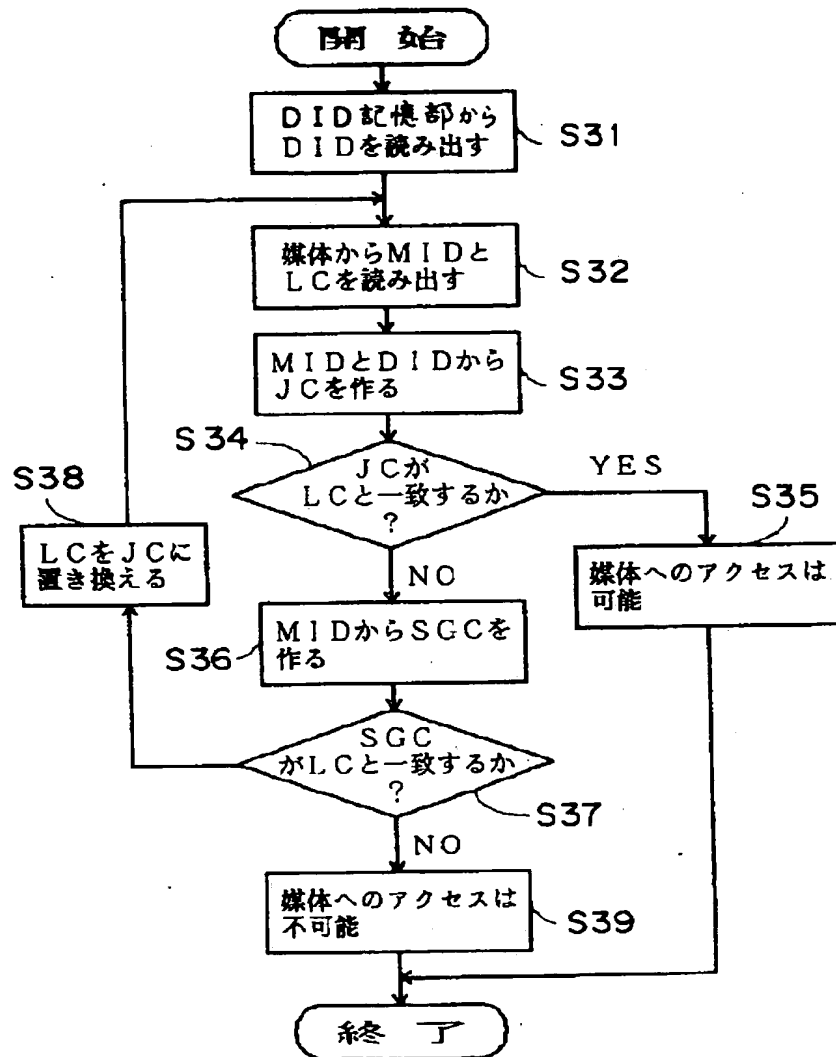 開始
DID記憶部から
DIDを読み出す
S31
媒体からMIDと
LCを読み出す
S32
MIDとDIDから
JCを作る
S33
S34
JCが
LCと一致するか
?
YES
S35
媒体へのアクセスは
可能
S38
LCをJCに
置き換える
NO
MIDからSGCを
作る
S36
SGC
がLCと一致するか
?
S37
NO
媒体へのアクセスは
不可能
S39
終了